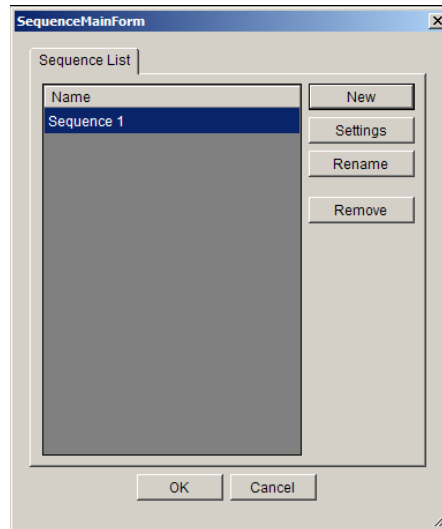 SequenceMainForm
Sequence List
Name
New
Sequence 1
Settings
Rename
Remove
OK
Cancel